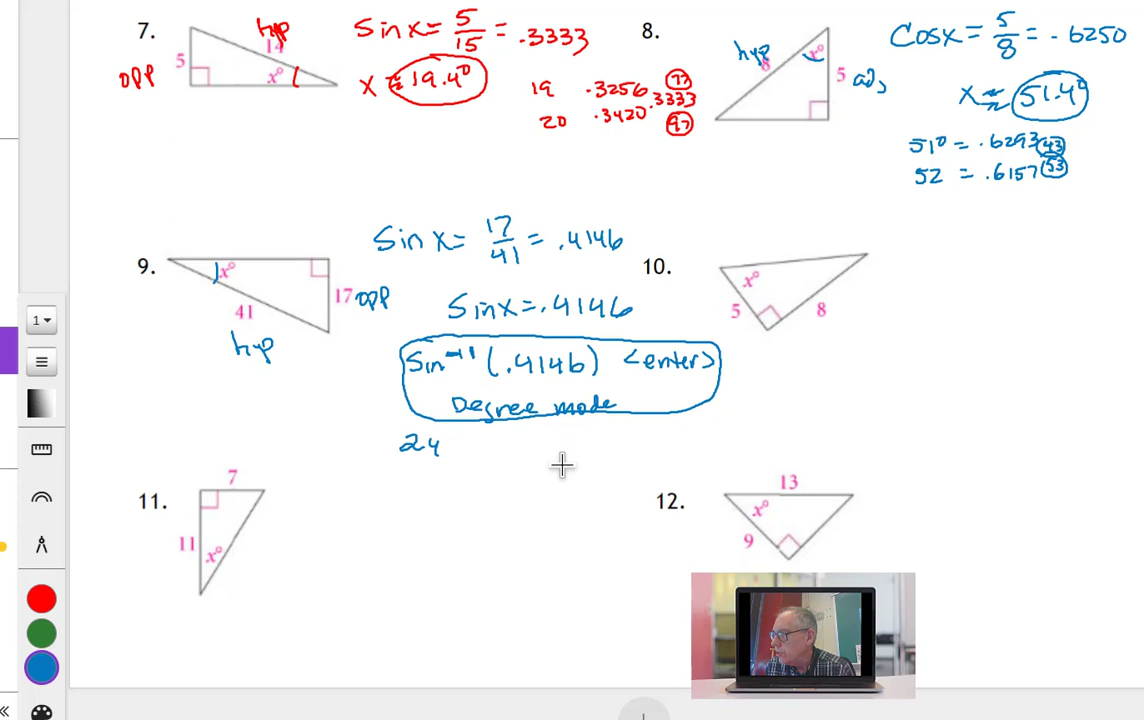 7.
hyp
14
5
opp
x°
Sin x = 5/15 = .3333
x ≈ 19.4°
19 .3256 77
.3333
20 .3420 97
8.
hyp
8
x°
5 adj
Cos x = 5/8 = .6250
x ≈ 51.4°
51° = .6293 43
52 = .6157 53
9.
x°
41
17 opp
hyp
Sin x = 17/41 = .4146
Sin x = .4146
Sin⁻¹ (.4146) <enter>
Degree mode
24
10.
x°
5
8
11.
7
11
x°
12.
13
x°
9
1